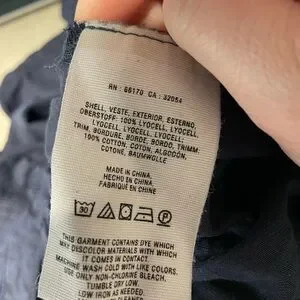 RN : 66170 CA : 32054
SHELL, VESTE, EXTERIOR, ESTERNO,
OBERSTOFF: 100% LYOCELL, LYOCELL,
LYOCELL, LYOCELL, LYOCELL;
TRIM, BORDURE, BORDE, BORDO, TRIMM:
100% COTTON, COTON, ALGODÓN,
COTONE, BAUMWOLLE
MADE IN CHINA
HECHO EN CHINA
FABRIQUÉ EN CHINE
30 P
THIS GARMENT CONTAINS DYE WHICH
MAY DISCOLOR MATERIALS WITH WHICH
IT COMES IN CONTACT.
MACHINE WASH COLD WITH LIKE COLORS.
USE ONLY NON-CHLORINE BLEACH.
TUMBLE DRY LOW.
LOW IRON AS NEEDED.